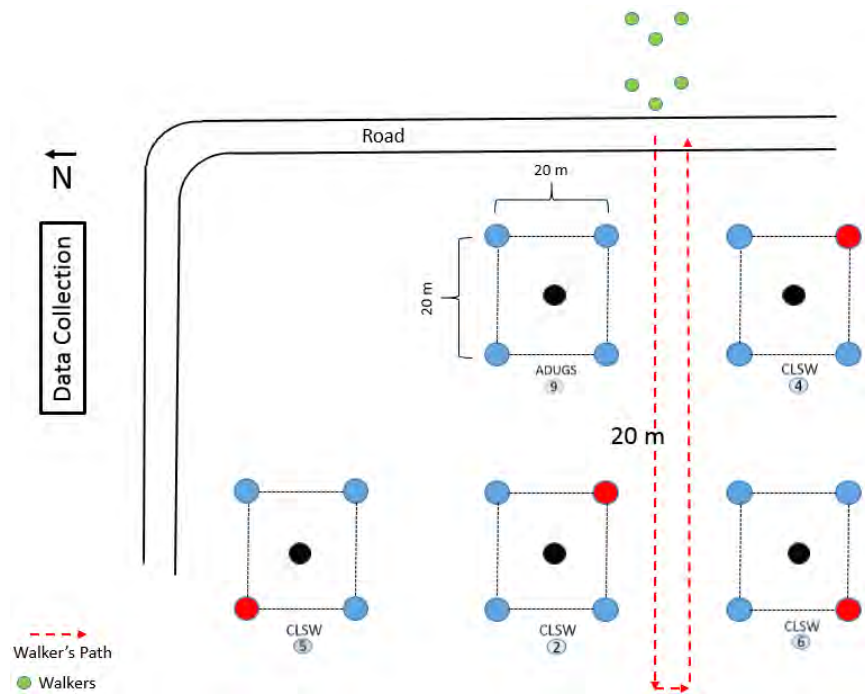 Road
N
Data Collection
20 m
20 m
ADUGS
9
CLSW
4
20 m
CLSW
5
CLSW
2
CLSW
6
Walker's Path
Walkers